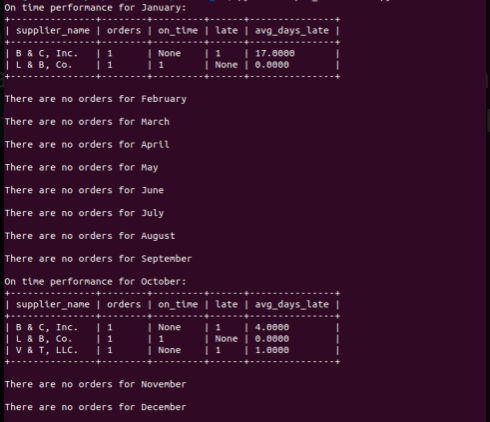 On time performance for January:
+---------------+--------+---------+------+---------------+
| supplier_name | orders | on_time | late | avg_days_late |
+---------------+--------+---------+------+---------------+
| B & C, Inc. | 1 | None | 1 | 17.0000 |
| L & B, Co. | 1 | 1 | None | 0.0000 |
+---------------+--------+---------+------+---------------+
There are no orders for February
There are no orders for March
There are no orders for April
There are no orders for May
There are no orders for June
There are no orders for July
There are no orders for August
There are no orders for September
On time performance for October:
+---------------+--------+---------+------+---------------+
| supplier_name | orders | on_time | late | avg_days_late |
+---------------+--------+---------+------+---------------+
| B & C, Inc. | 1 | None | 1 | 4.0000 |
| L & B, Co. | 1 | 1 | None | 0.0000 |
| V & T, LLC. | 1 | None | 1 | 1.0000 |
+---------------+--------+---------+------+---------------+
There are no orders for November
There are no orders for December